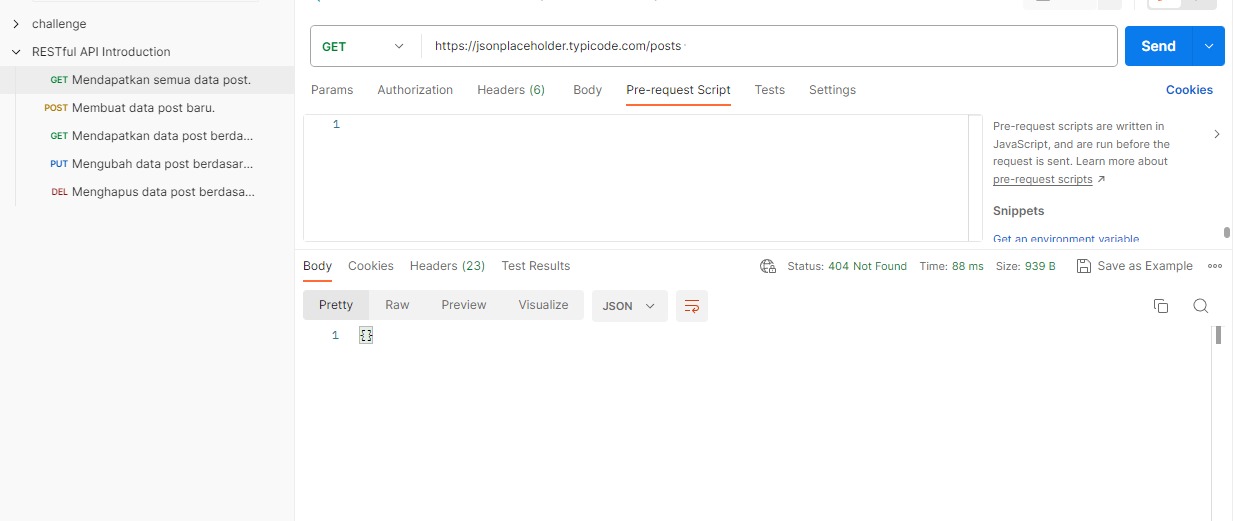 challenge
RESTful API Introduction
GET Mendapatkan semua data post.
POST Membuat data post baru.
GET Mendapatkan data post berda...
PUT Mengubah data post berdasar...
DEL Menghapus data post berdasa...
GET https://jsonplaceholder.typicode.com/posts Send
Params Authorization Headers (6) Body Pre-request Script Tests Settings Cookies
1
Pre-request scripts are written in
JavaScript, and are run before the
request is sent. Learn more about
pre-request scripts ↗
Snippets
Get an environment variable
Body Cookies Headers (23) Test Results Status: 404 Not Found Time: 88 ms Size: 939 B Save as Example
Pretty Raw Preview Visualize JSON
1 {}